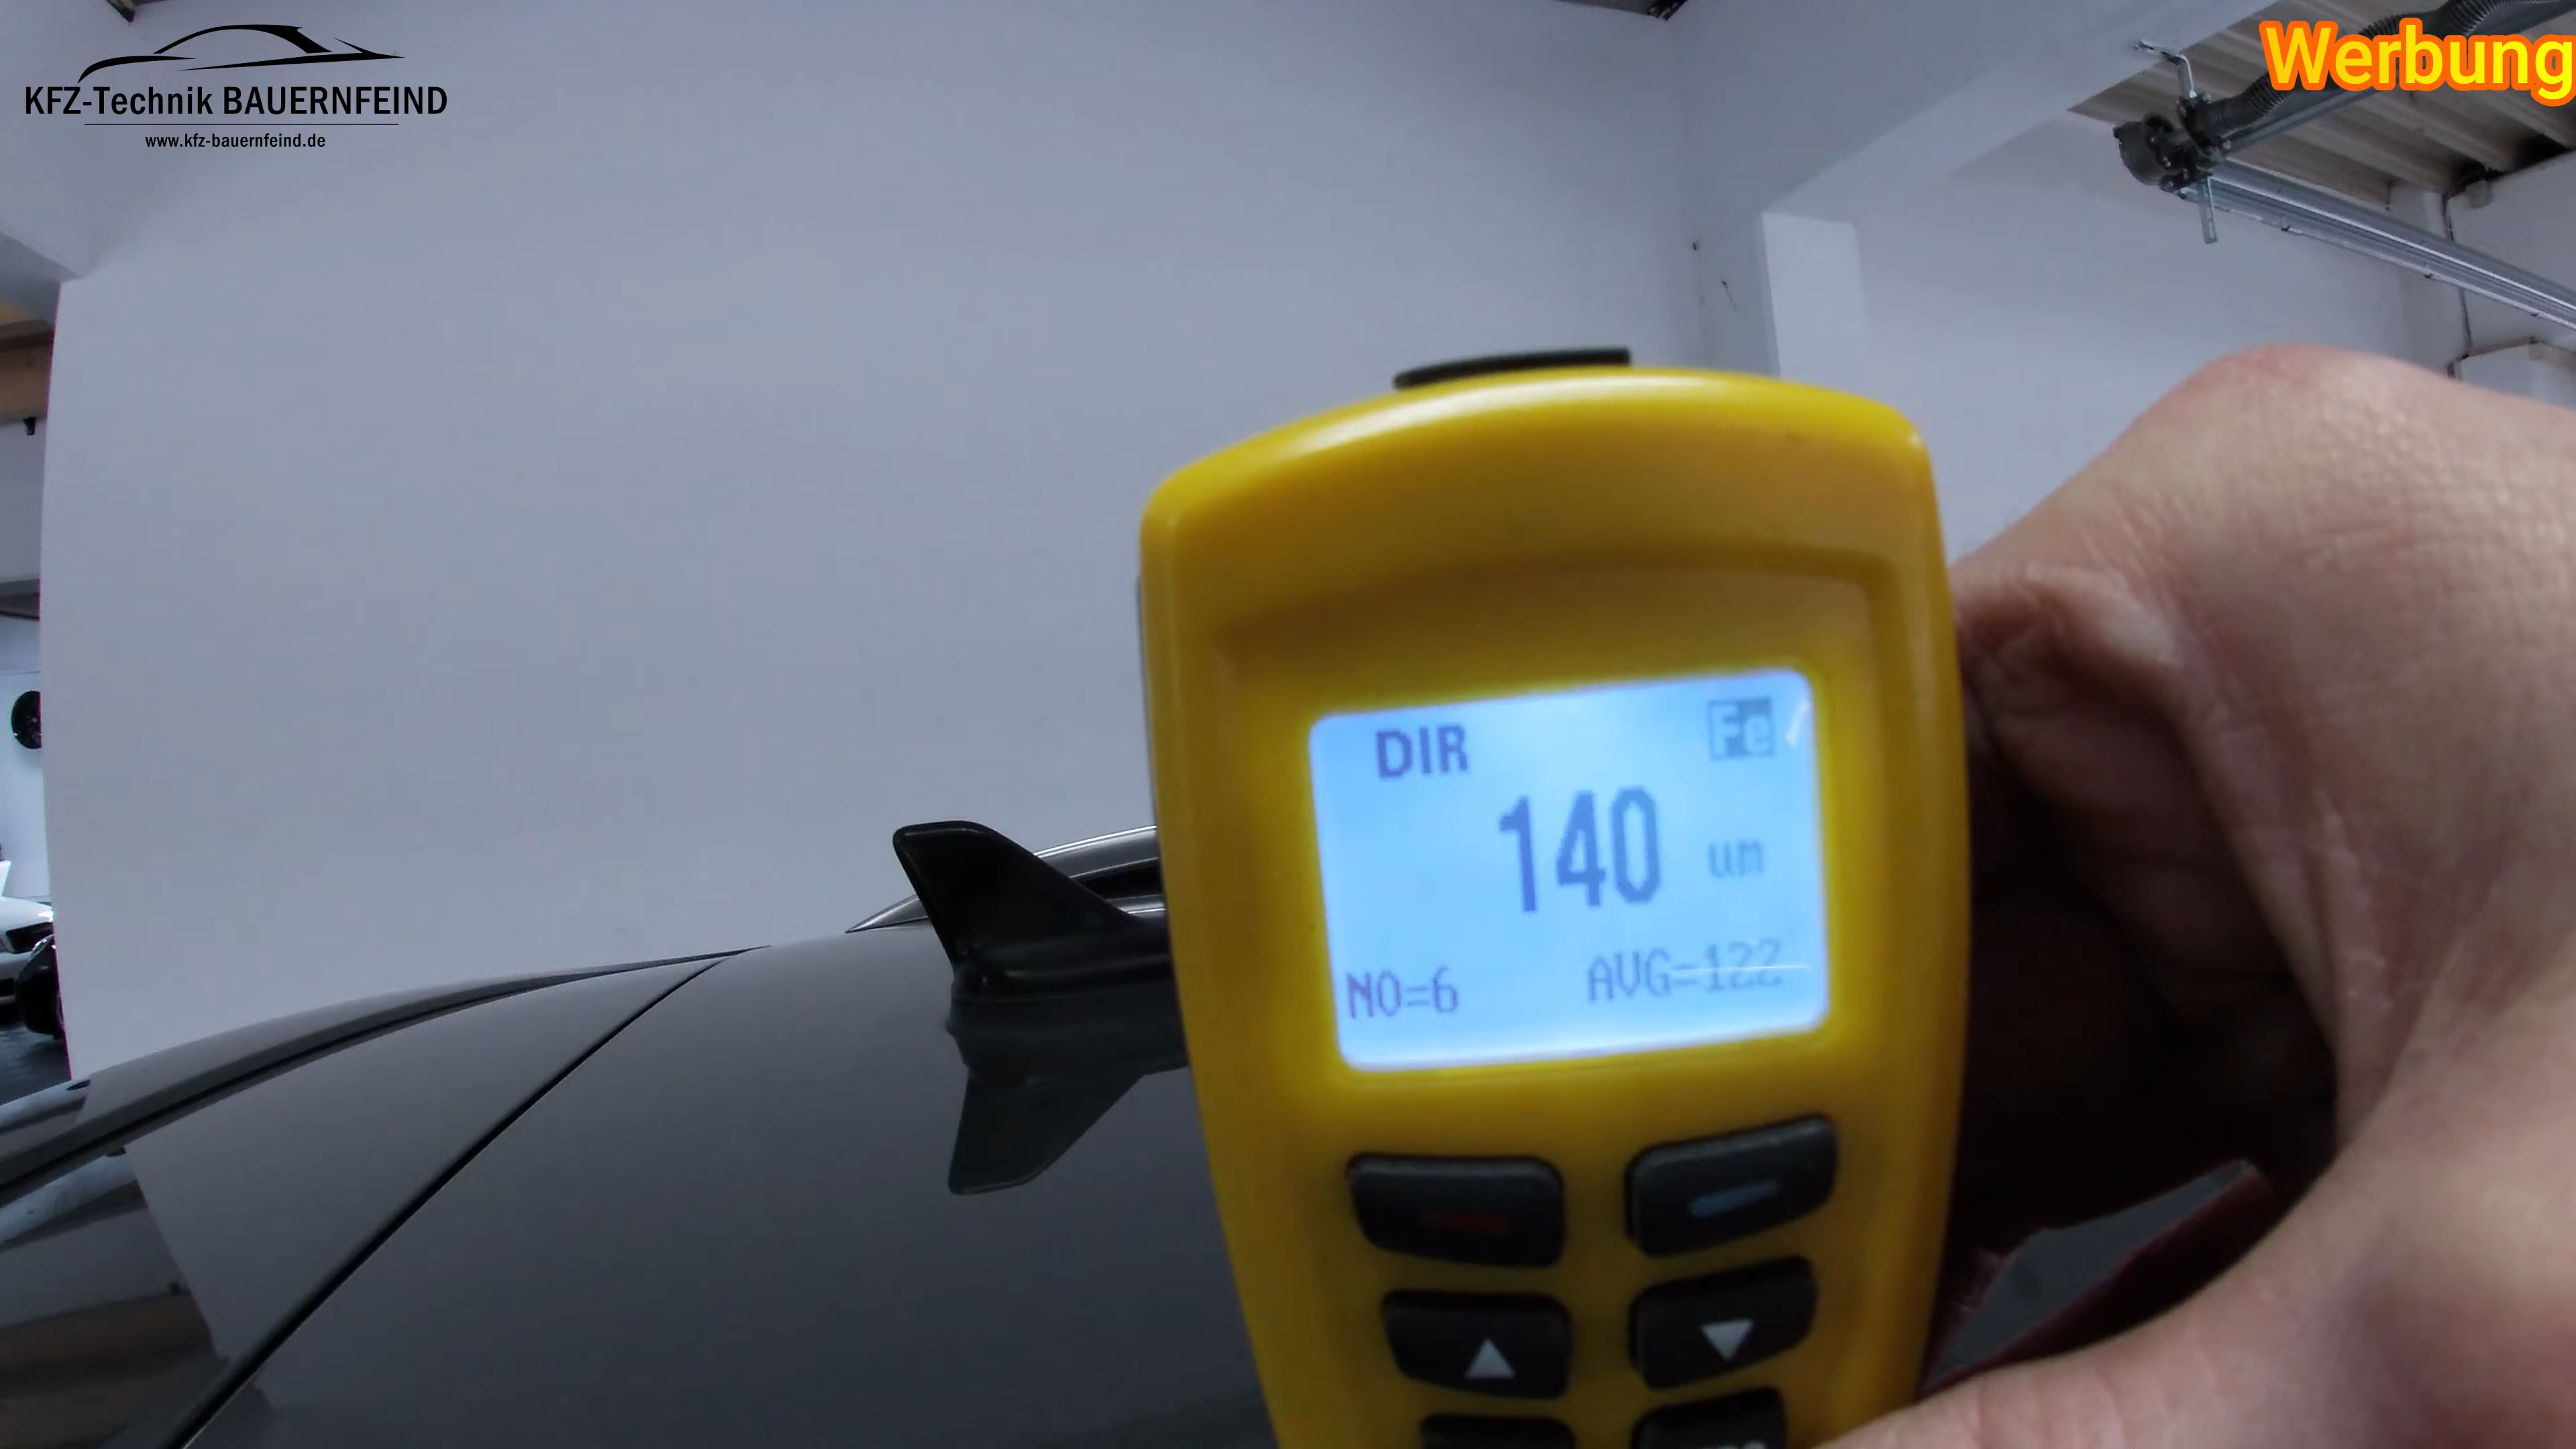 KFZ-Technik BAUERNFEIND
www.kfz-bauernfeind.de
Werbung
DIR Fe
140 um
NO=6 AVG=122